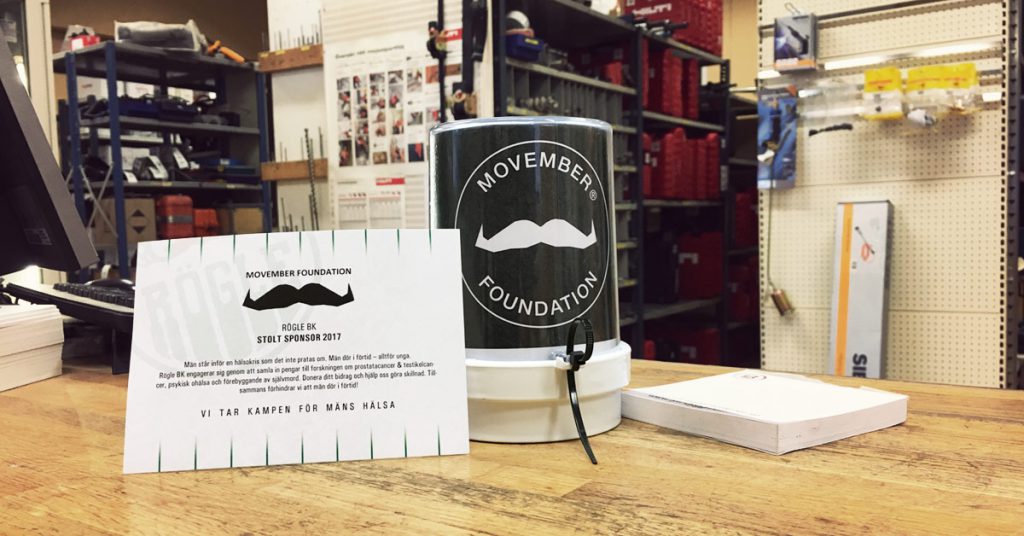 MOVEMBER FOUNDATION
RÖGLE BK
STOLT SPONSOR 2017
Män står inför en hälsokris som det inte pratas om. Män dör i förtid – alltför unga.
Rögle BK engagerar sig genom att samla in pengar till forskningen om prostatacancer & testikelcan-
cer, psykisk ohälsa och förebyggande av självmord. Donera ditt bidrag och hjälp oss göra skillnad. Till-
sammans förhindrar vi att män dör i förtid!
VI TAR KAMPEN FÖR MÄNS HÄLSA
RÖGLE
MOVEMBER®
FOUNDATION
HILTI